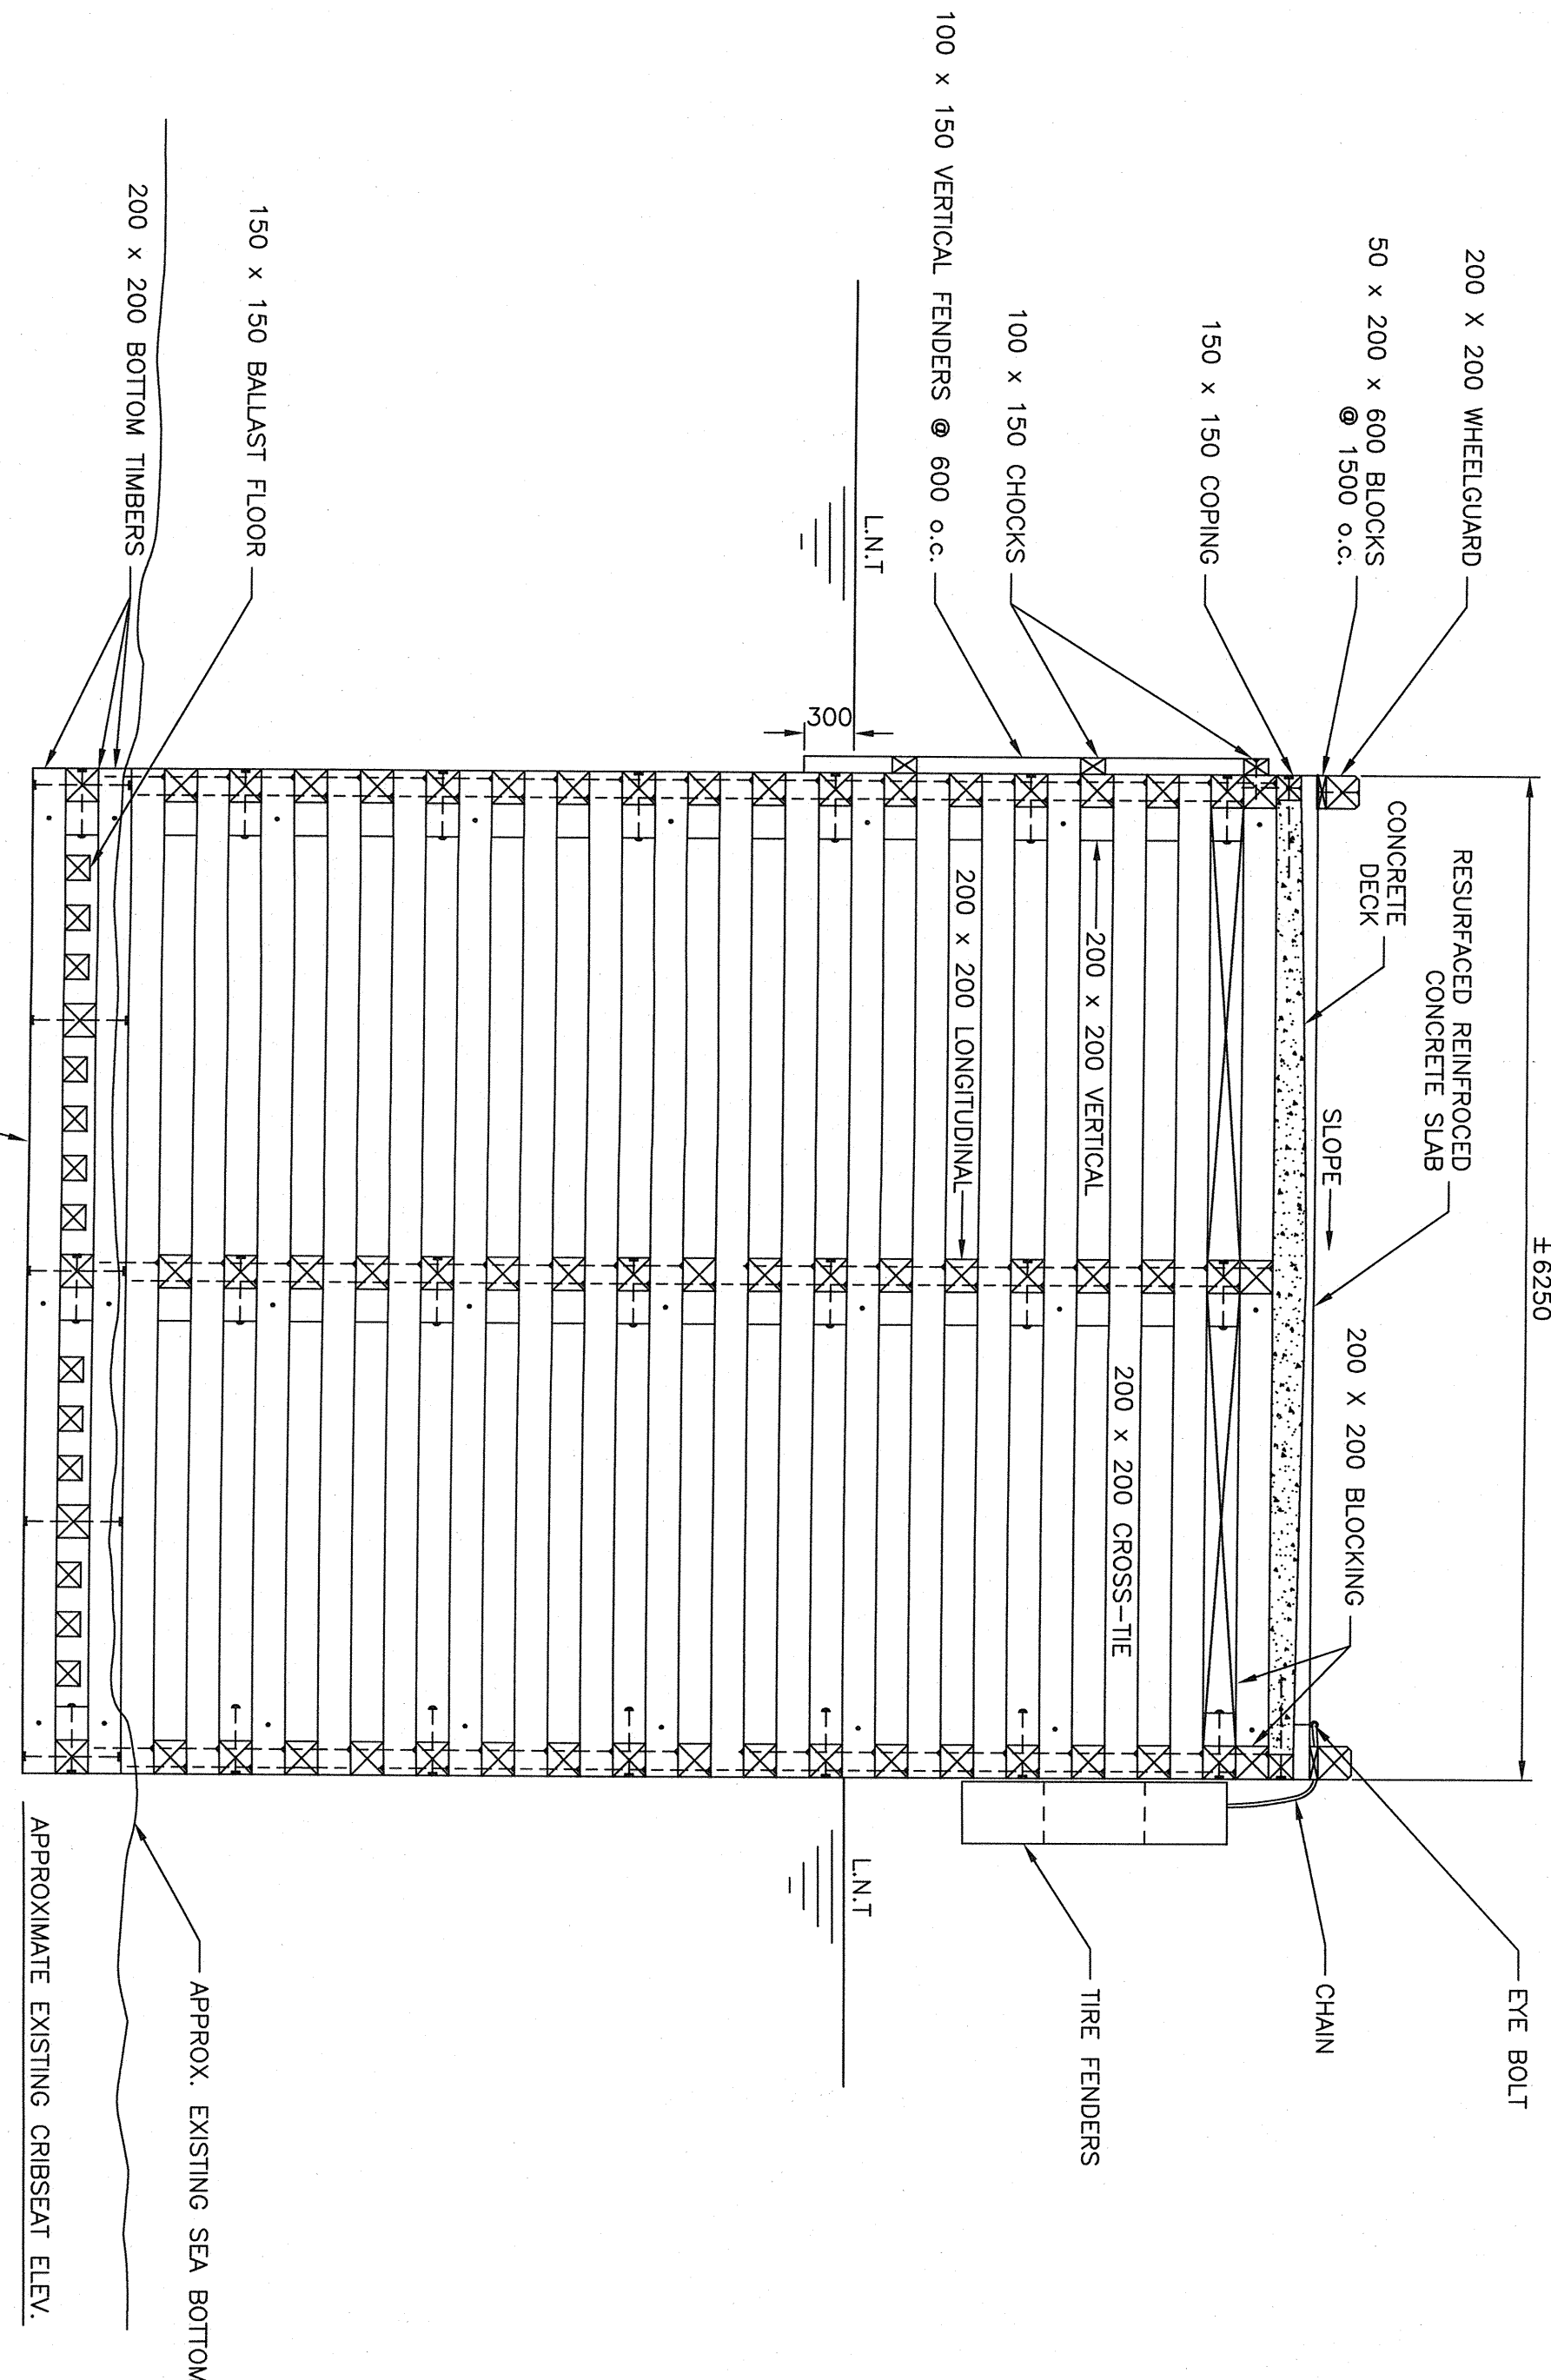 ±6250
200 X 200 WHEELGUARD
50 x 200 x 600 BLOCKS
@ 1500 o.c.
150 x 150 COPING
100 x 150 CHOCKS
100 x 150 VERTICAL FENDERS @ 600 o.c.
L.N.T
300
150 x 150 BALLAST FLOOR
200 x 200 BOTTOM TIMBERS
RESURFACED REINFROCED
CONCRETE SLAB
CONCRETE
DECK
SLOPE
200 X 200 BLOCKING
200 x 200 CROSS-TIE
200 x 200 VERTICAL
200 x 200 LONGITUDINAL
EYE BOLT
CHAIN
TIRE FENDERS
L.N.T
APPROX. EXISTING SEA BOTTOM
APPROXIMATE EXISTING CRIBSEAT ELEV.